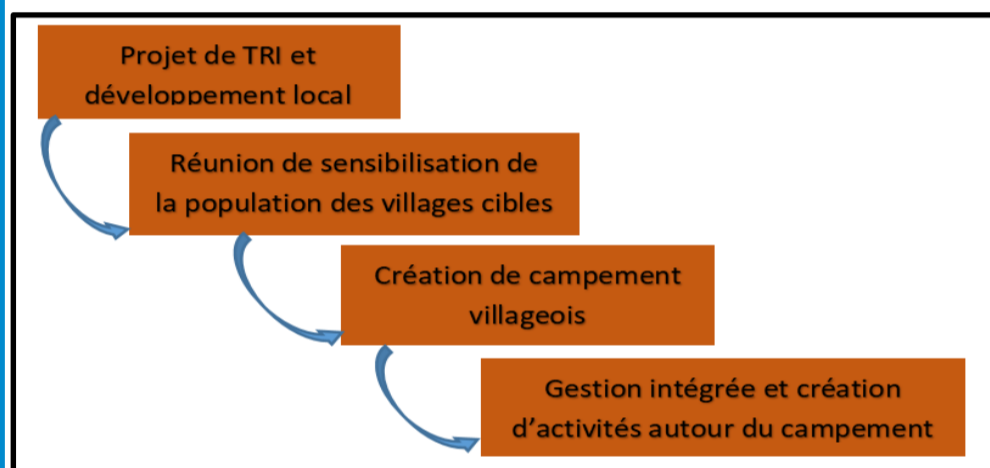 Projet de TRI et
développement local
Réunion de sensibilisation de
la population des villages cibles
Création de campement
villageois
Gestion intégrée et création
d'activités autour du campement